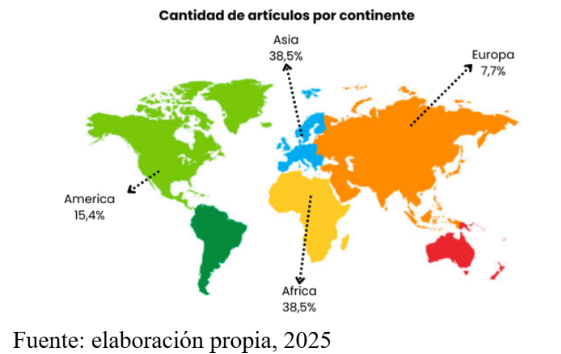 Cantidad de artículos por continente
Asia
38,5%
Europa
7,7%
America
15,4%
Africa
38,5%
Fuente: elaboración propia, 2025